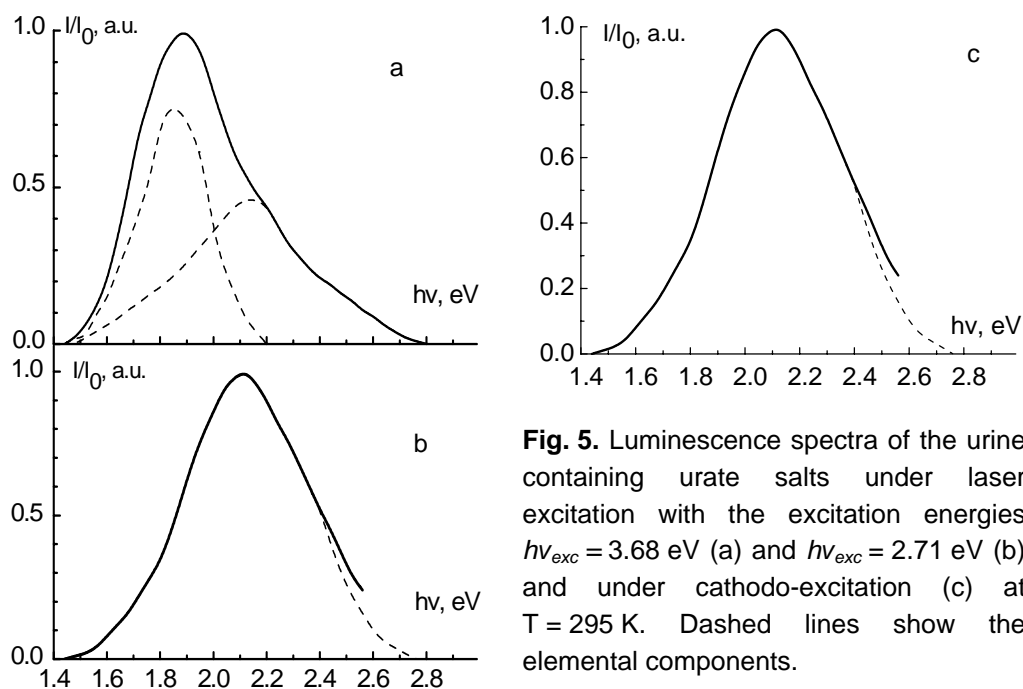 1.0
I/I0, a.u.
a
0.5
hν, eV
0.0
1.0
I/I0, a.u.
b
0.5
hν, eV
0.0
1.4 1.6 1.8 2.0 2.2 2.4 2.6 2.8
1.0
I/I0, a.u.
c
0.8
0.6
0.4
0.2
hν, eV
0.0
1.4 1.6 1.8 2.0 2.2 2.4 2.6 2.8
Fig. 5. Luminescence spectra of the urine
containing urate salts under laser
excitation with the excitation energies
hνexc = 3.68 eV (a) and hνexc = 2.71 eV (b)
and under cathodo-excitation (c) at
T = 295 K. Dashed lines show the
elemental components.